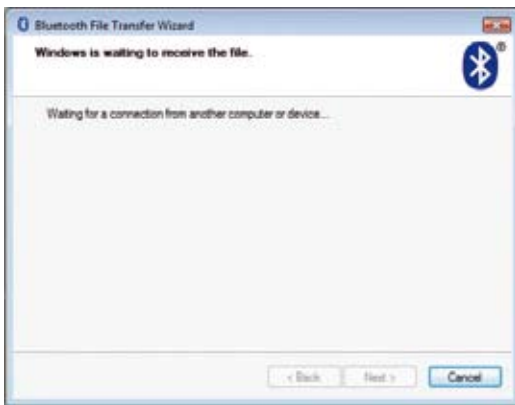 Bluetooth File Transfer Wizard
Windows is waiting to receive the file.
Waiting for a connection from another computer or device...
< Back Next > Cancel